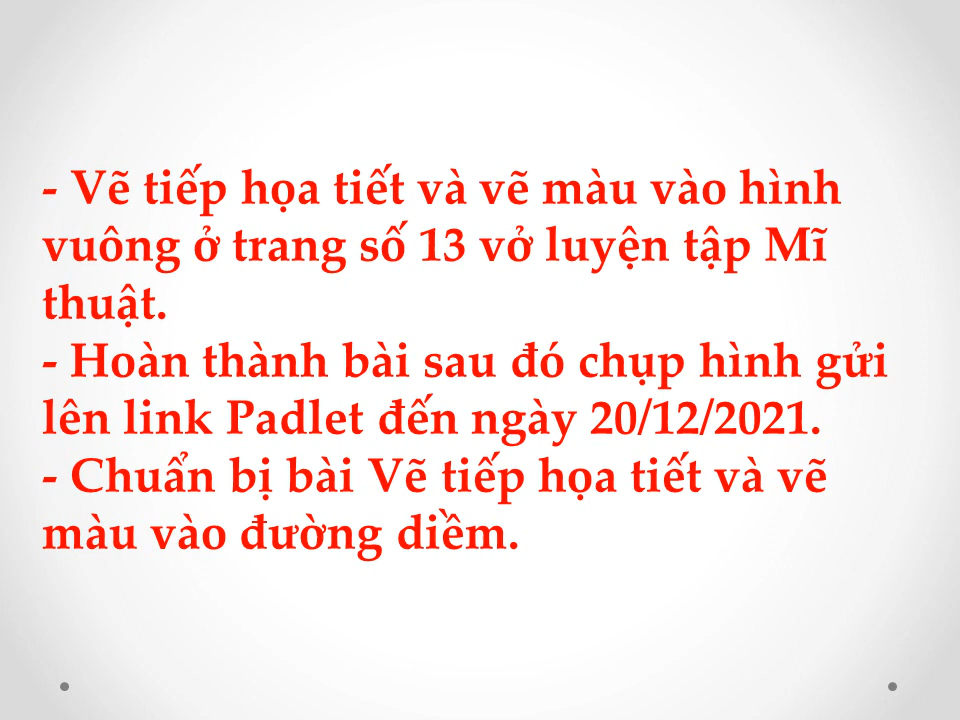 - Vẽ tiếp họa tiết và vẽ màu vào hình
vuông ở trang số 13 vở luyện tập Mĩ
thuật.
- Hoàn thành bài sau đó chụp hình gửi
lên link Padlet đến ngày 20/12/2021.
- Chuẩn bị bài Vẽ tiếp họa tiết và vẽ
màu vào đường diềm.